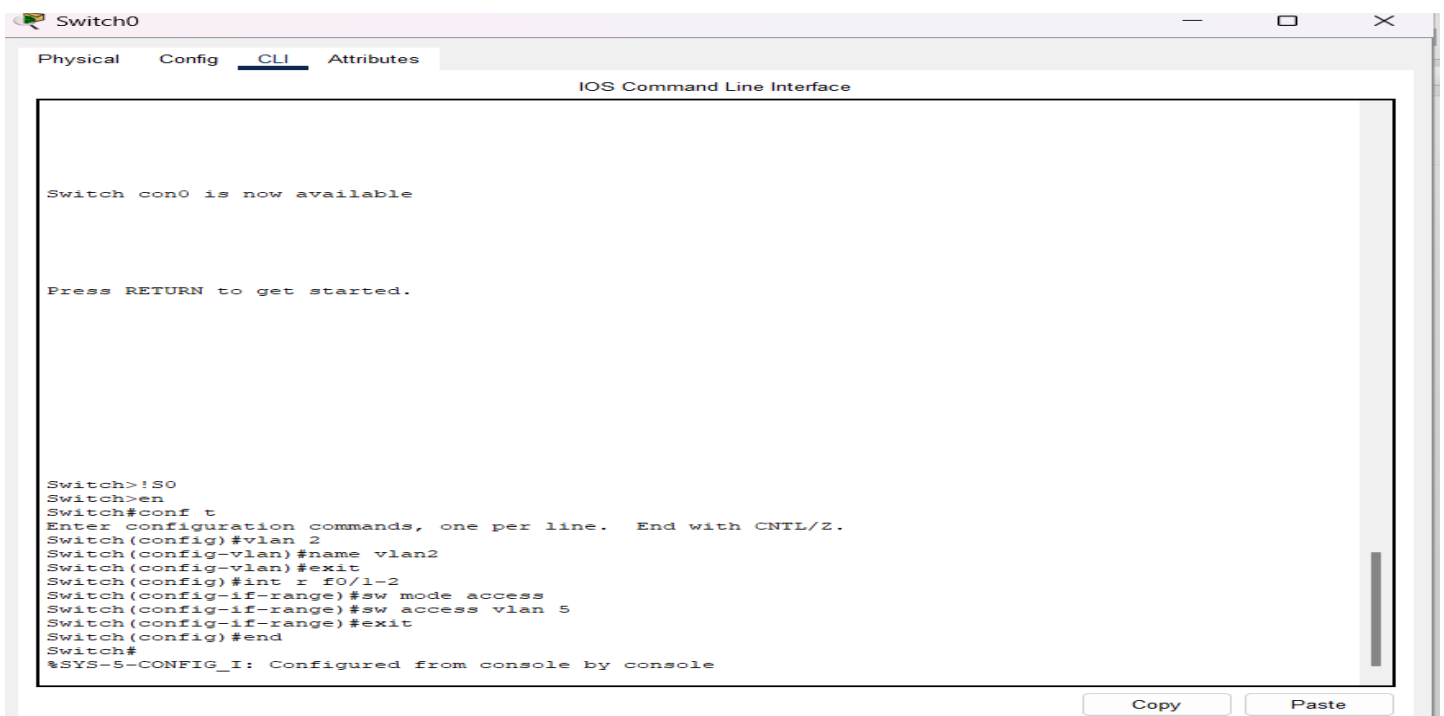 Switch0
Physical Config CLI Attributes
IOS Command Line Interface
Switch con0 is now available
Press RETURN to get started.
Switch>!S0
Switch>en
Switch#conf t
Enter configuration commands, one per line.  End with CNTL/Z.
Switch(config)#vlan 2
Switch(config-vlan)#name vlan2
Switch(config-vlan)#exit
Switch(config)#int r f0/1-2
Switch(config-if-range)#sw mode access
Switch(config-if-range)#sw access vlan 5
Switch(config-if-range)#exit
Switch(config)#end
Switch#
%SYS-5-CONFIG_I: Configured from console by console
Copy Paste